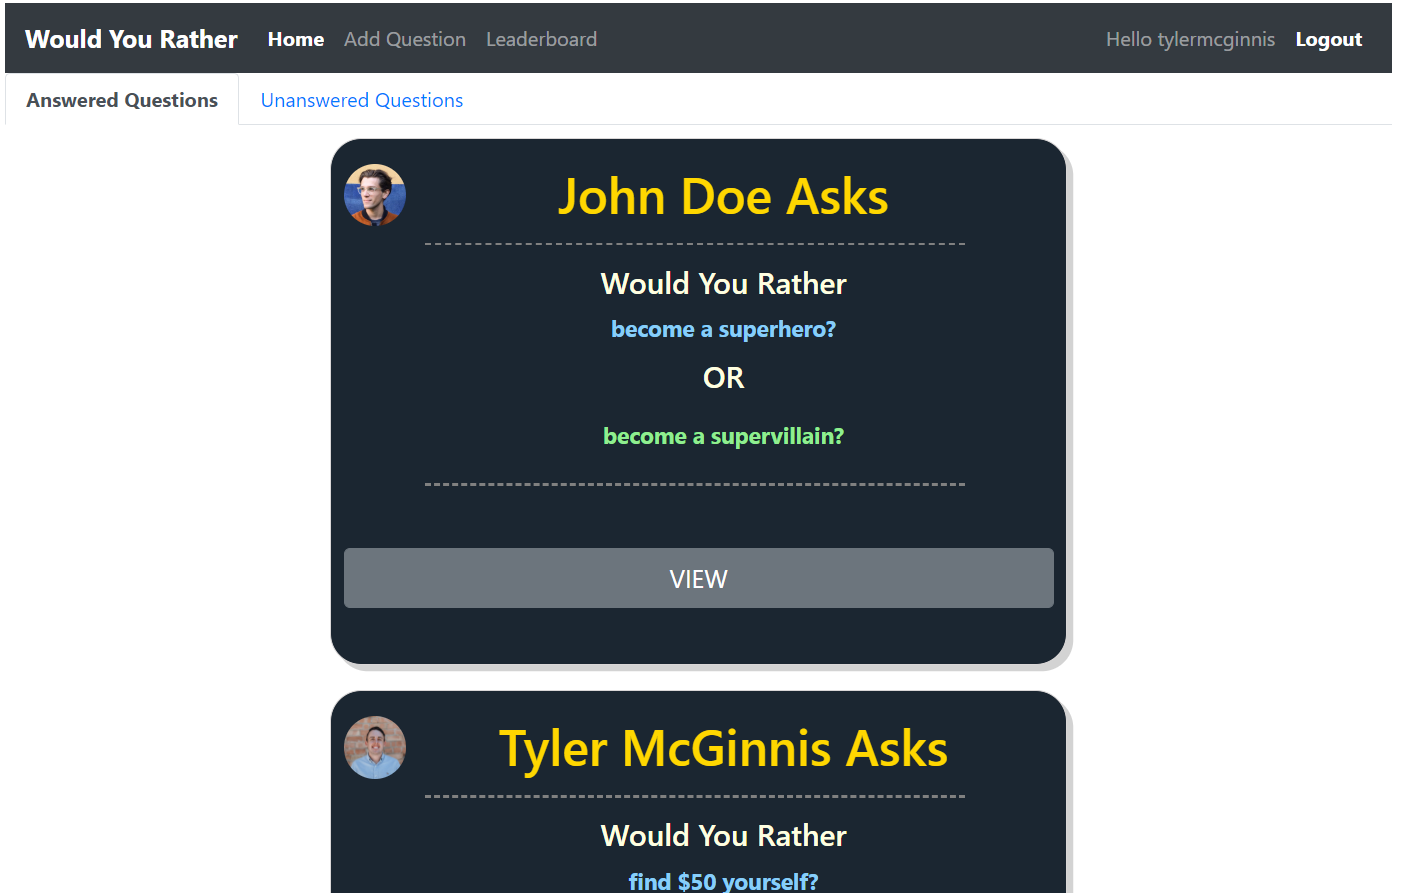 Would You Rather Home Add Question Leaderboard Hello tylermcginnis Logout
Answered Questions Unanswered Questions
John Doe Asks
Would You Rather
become a superhero?
OR
become a supervillain?
VIEW
Tyler McGinnis Asks
Would You Rather
find $50 yourself?